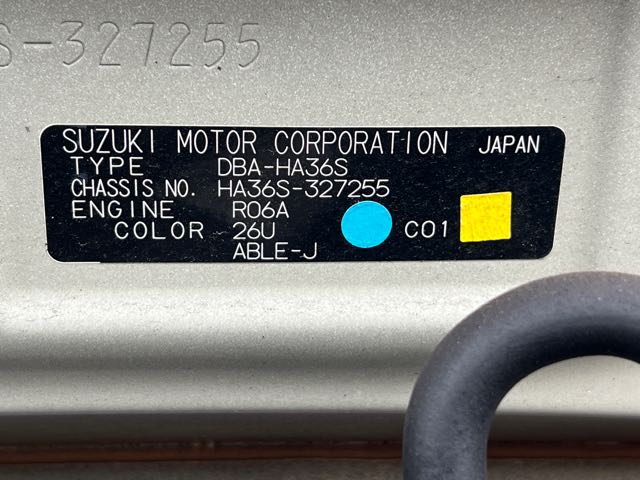 S-327255
SUZUKI MOTOR CORPORATION JAPAN
TYPE DBA-HA36S
CHASSIS NO. HA36S-327255
ENGINE R06A
COLOR 26U C01
ABLE-J